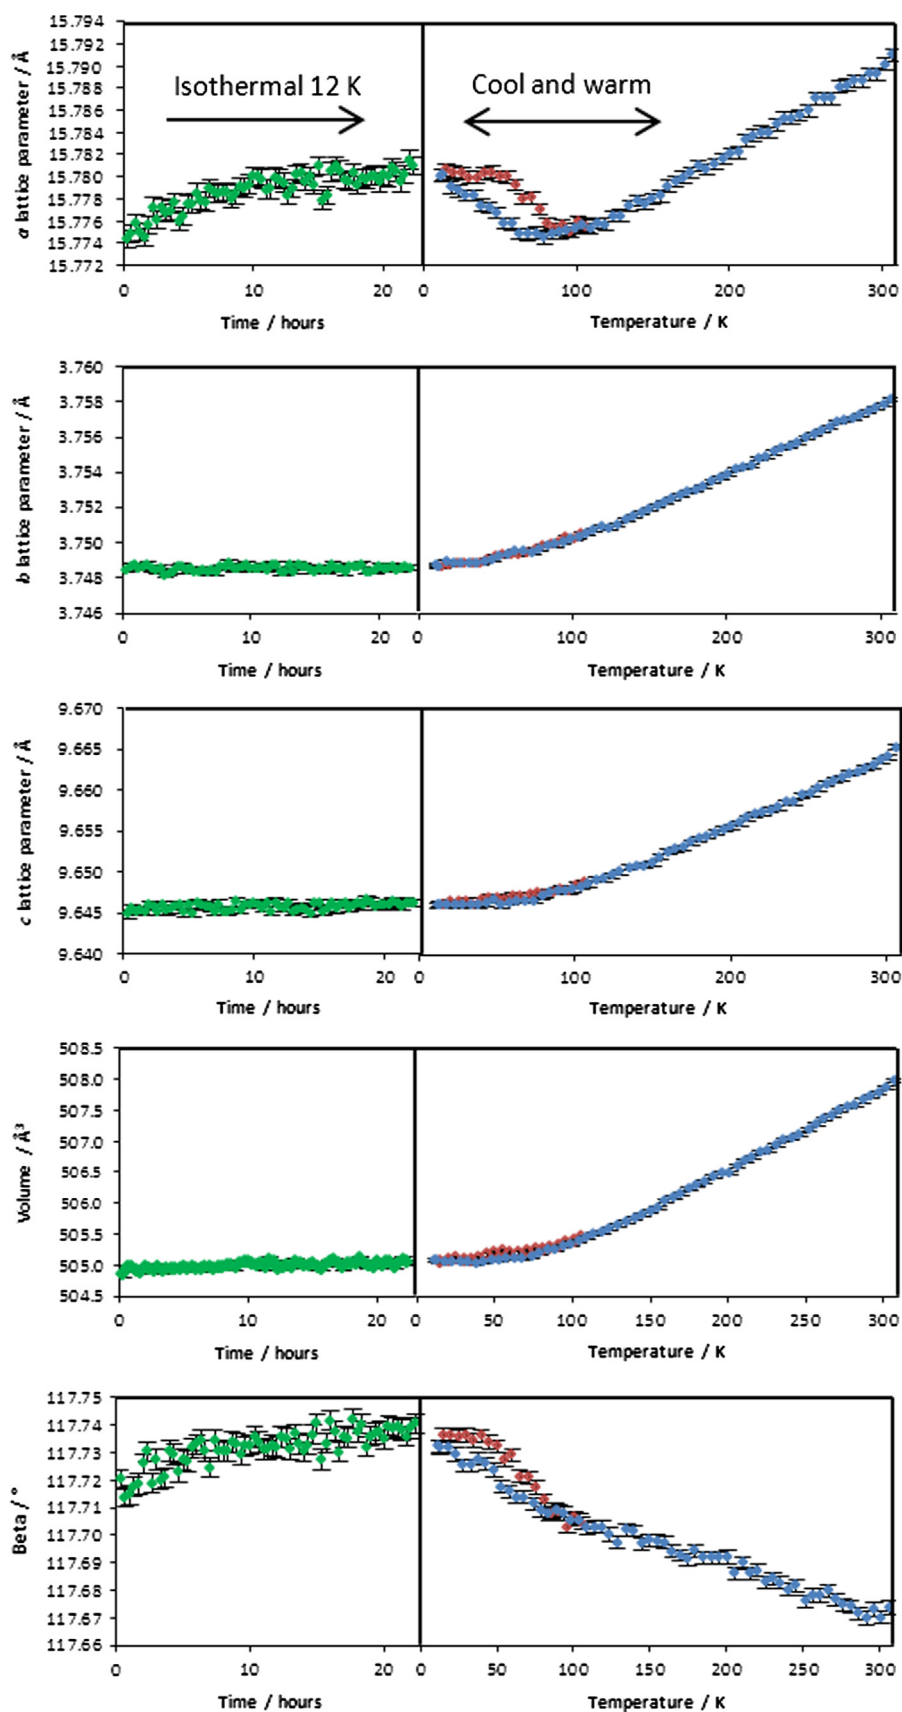 15.794
15.792
15.790
15.788
15.786
15.784
15.782
15.780
15.778
15.776
15.774
15.772
a lattice parameter / Å
Isothermal 12 K
Cool and warm
0 10 20 0 100 200 300
Time / hours Temperature / K
3.760
3.758
3.756
3.754
3.752
3.750
3.748
3.746
b lattice parameter / Å
0 10 20 0 100 200 300
Time / hours Temperature / K
9.670
9.665
9.660
9.655
9.650
9.645
9.640
c lattice parameter / Å
0 10 20 0 100 200 300
Time / hours Temperature / K
508.5
508.0
507.5
507.0
506.5
506.0
505.5
505.0
504.5
Volume / Å³
0 10 20 0 50 100 150 200 250 300
Time / hours Temperature / K
117.75
117.74
117.73
117.72
117.71
117.70
117.69
117.68
117.67
117.66
Beta / °
0 10 20 0 50 100 150 200 250 300
Time / hours Temperature / K